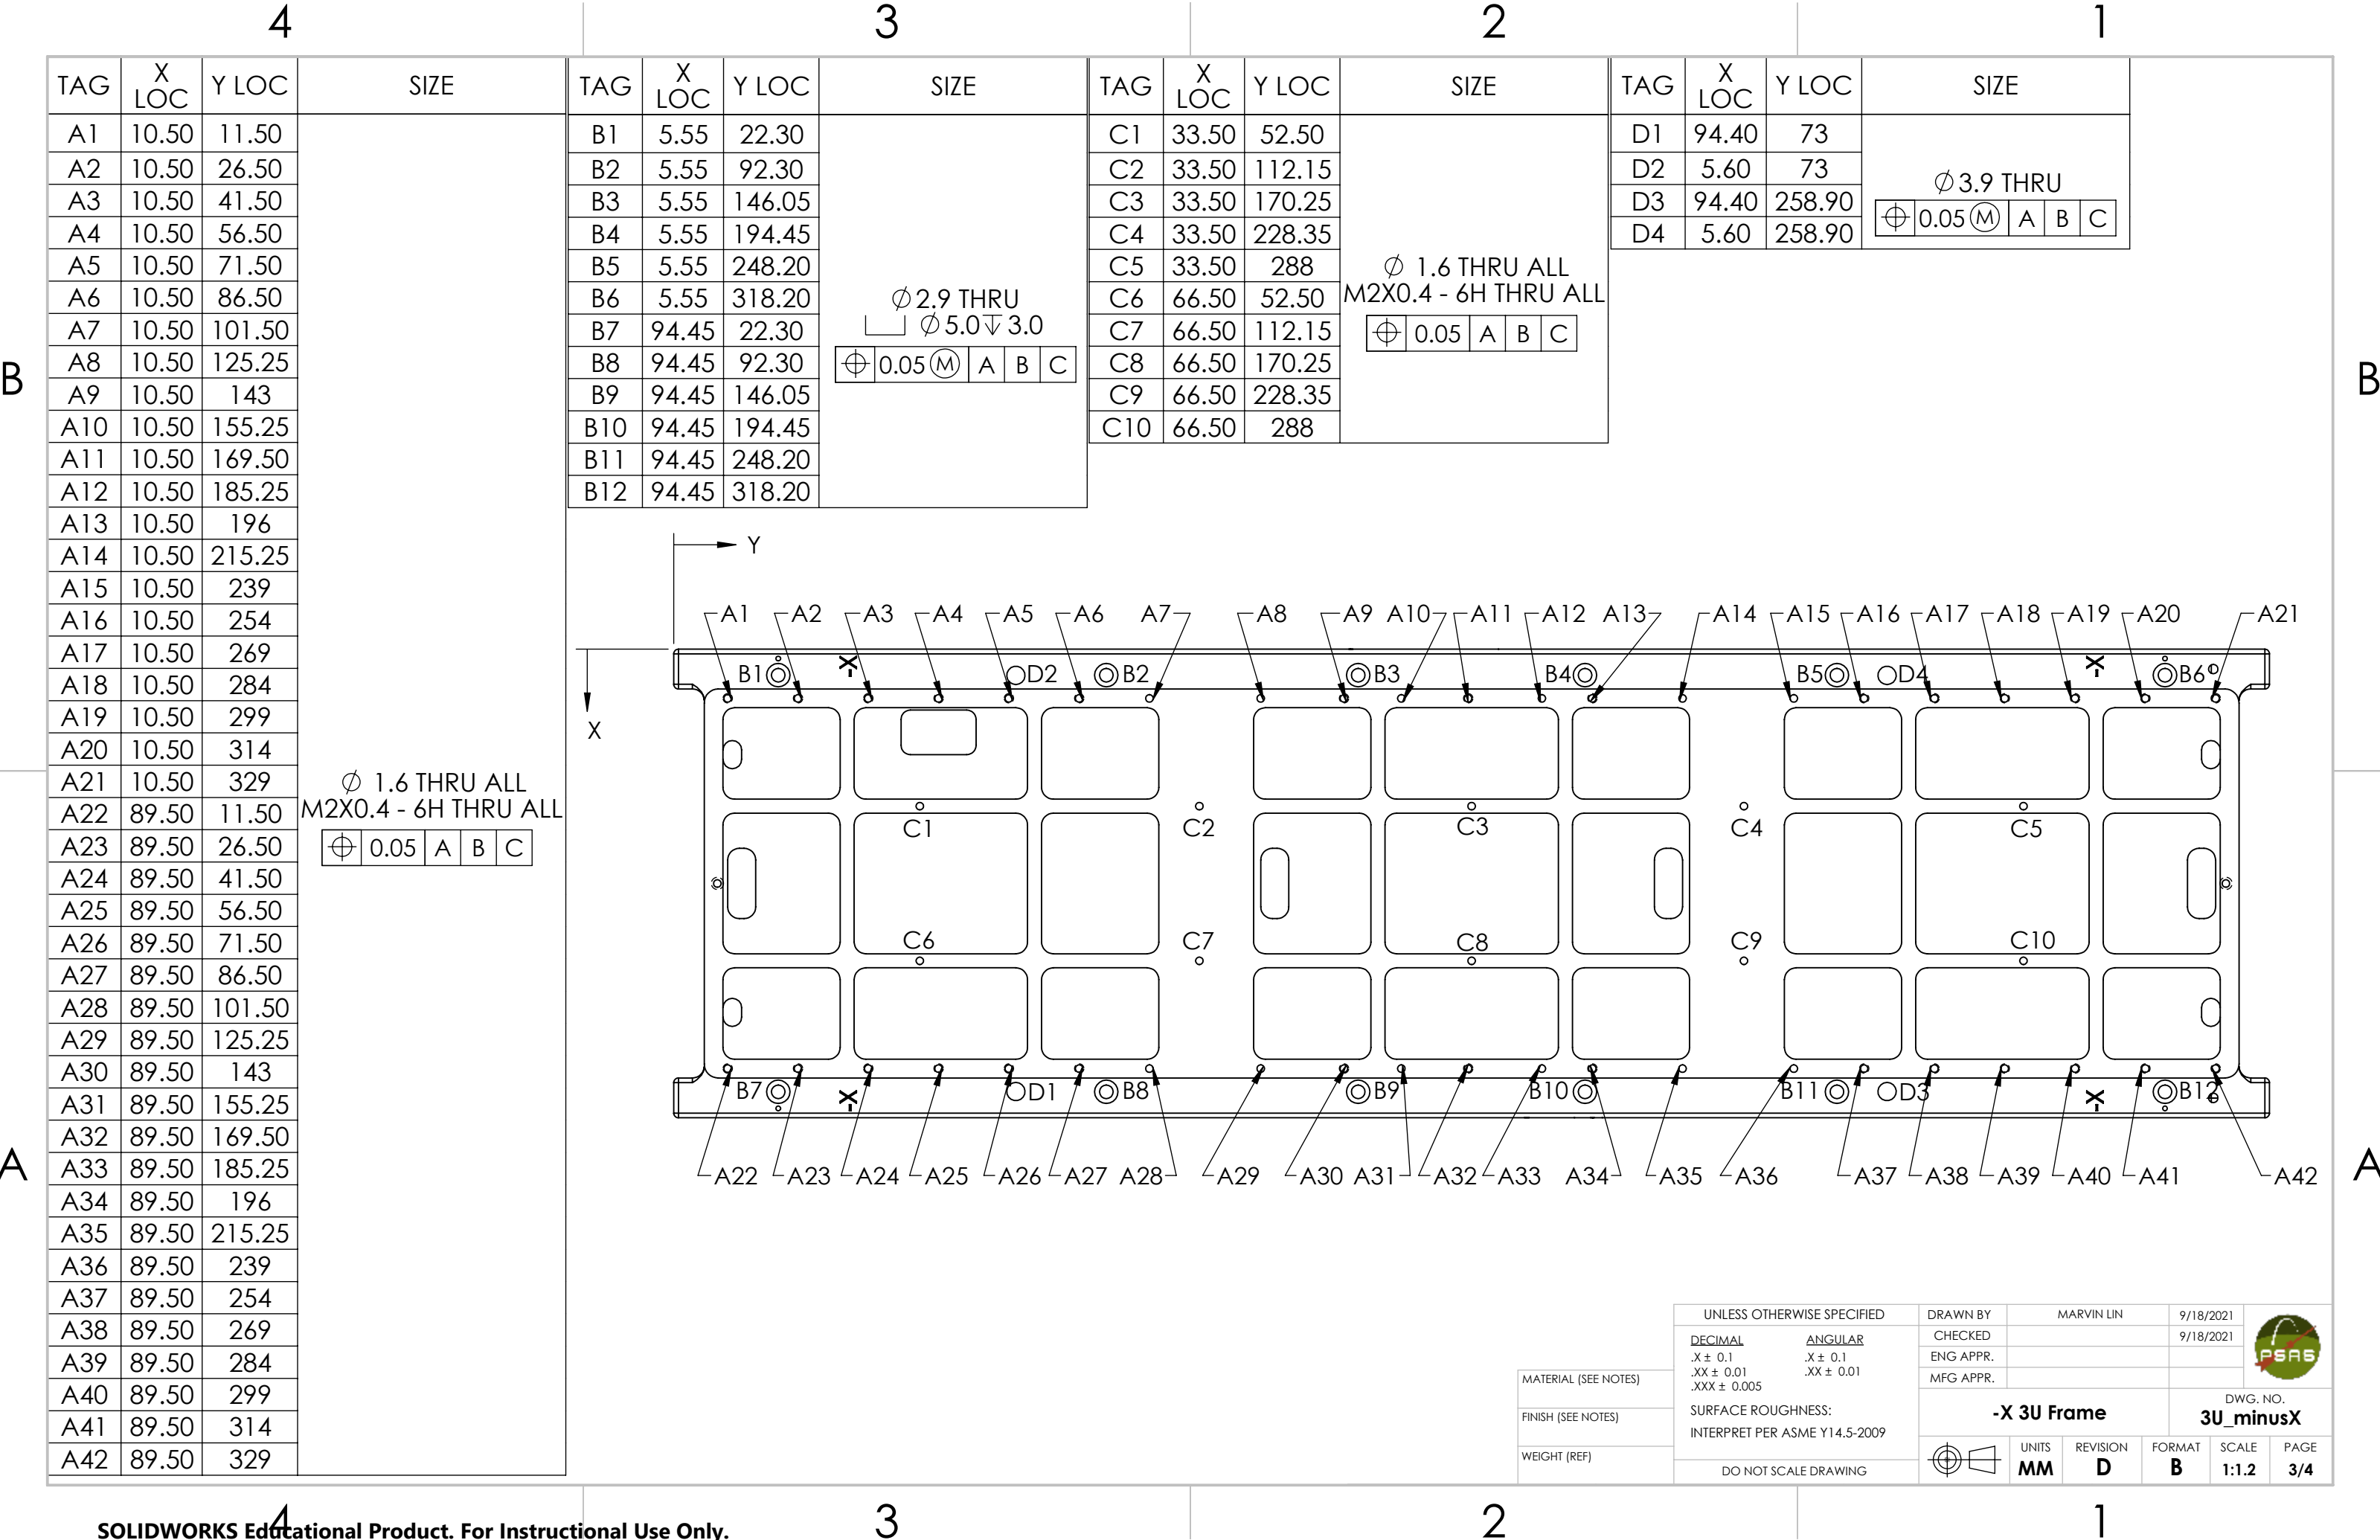 4 3 2 1
TAG X LOC Y LOC SIZE
A1 10.50 11.50
A2 10.50 26.50
A3 10.50 41.50
A4 10.50 56.50
A5 10.50 71.50
A6 10.50 86.50
A7 10.50 101.50
A8 10.50 125.25
A9 10.50 143
A10 10.50 155.25
A11 10.50 169.50
A12 10.50 185.25
A13 10.50 196
A14 10.50 215.25
A15 10.50 239
A16 10.50 254
A17 10.50 269
A18 10.50 284
A19 10.50 299
A20 10.50 314
A21 10.50 329
A22 89.50 11.50
A23 89.50 26.50
A24 89.50 41.50
A25 89.50 56.50
A26 89.50 71.50
A27 89.50 86.50
A28 89.50 101.50
A29 89.50 125.25
A30 89.50 143
A31 89.50 155.25
A32 89.50 169.50
A33 89.50 185.25
A34 89.50 196
A35 89.50 215.25
A36 89.50 239
A37 89.50 254
A38 89.50 269
A39 89.50 284
A40 89.50 299
A41 89.50 314
A42 89.50 329
∅ 1.6 THRU ALL
M2X0.4 - 6H THRU ALL
⌖ 0.05 A B C
TAG X LOC Y LOC SIZE
B1 5.55 22.30
B2 5.55 92.30
B3 5.55 146.05
B4 5.55 194.45
B5 5.55 248.20
B6 5.55 318.20
B7 94.45 22.30
B8 94.45 92.30
B9 94.45 146.05
B10 94.45 194.45
B11 94.45 248.20
B12 94.45 318.20
∅ 2.9 THRU
⌴ ∅ 5.0 ↧ 3.0
⌖ 0.05 Ⓜ A B C
TAG X LOC Y LOC SIZE
C1 33.50 52.50
C2 33.50 112.15
C3 33.50 170.25
C4 33.50 228.35
C5 33.50 288
C6 66.50 52.50
C7 66.50 112.15
C8 66.50 170.25
C9 66.50 228.35
C10 66.50 288
∅ 1.6 THRU ALL
M2X0.4 - 6H THRU ALL
⌖ 0.05 A B C
TAG X LOC Y LOC SIZE
D1 94.40 73
D2 5.60 73
D3 94.40 258.90
D4 5.60 258.90
∅ 3.9 THRU
⌖ 0.05 Ⓜ A B C
B B
Y
X
A1 A2 A3 A4 A5 A6 A7 A8 A9 A10 A11 A12 A13 A14 A15 A16 A17 A18 A19 A20 A21
B1 -X D2 B2 B3 B4 B5 D4 -X B6
C1 C2 C3 C4 C5
C6 C7 C8 C9 C10
B7 -X D1 B8 B9 B10 B11 D3 -X B12
A22 A23 A24 A25 A26 A27 A28 A29 A30 A31 A32 A33 A34 A35 A36 A37 A38 A39 A40 A41 A42
A A
MATERIAL (SEE NOTES)
FINISH (SEE NOTES)
WEIGHT (REF)
UNLESS OTHERWISE SPECIFIED
DECIMAL ANGULAR
.X ± 0.1 .X ± 0.1
.XX ± 0.01 .XX ± 0.01
.XXX ± 0.005
SURFACE ROUGHNESS:
INTERPRET PER ASME Y14.5-2009
DO NOT SCALE DRAWING
DRAWN BY MARVIN LIN 9/18/2021
CHECKED 9/18/2021
ENG APPR.
MFG APPR.
PSAS
-X 3U Frame
DWG. NO.
3U_minusX
UNITS REVISION FORMAT SCALE PAGE
MM D B 1:1.2 3/4
4 3 2 1
SOLIDWORKS Educational Product. For Instructional Use Only.